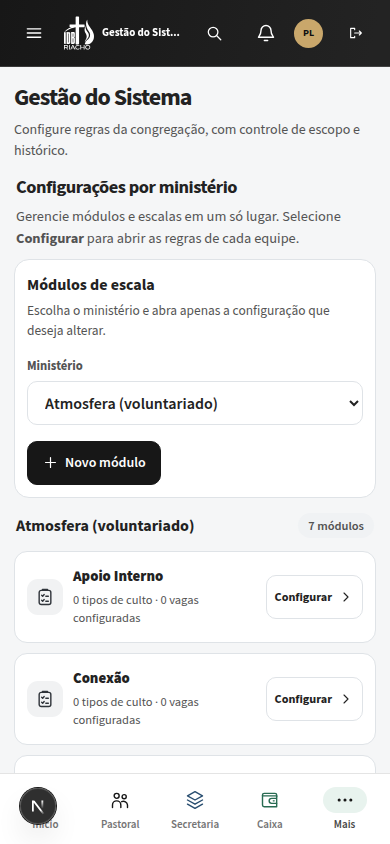 IDB
RIACHO
Gestão do Sist...
PL
Gestão do Sistema
Configure regras da congregação, com controle de escopo e
histórico.
Configurações por ministério
Gerencie módulos e escalas em um só lugar. Selecione
Configurar para abrir as regras de cada equipe.
Módulos de escala
Escolha o ministério e abra apenas a configuração que
deseja alterar.
Ministério
Atmosfera (voluntariado)
Novo módulo
Atmosfera (voluntariado)
7 módulos
Apoio Interno
0 tipos de culto · 0 vagas
configuradas
Configurar
Conexão
0 tipos de culto · 0 vagas
configuradas
Configurar
N
Início
Pastoral
Secretaria
Caixa
Mais